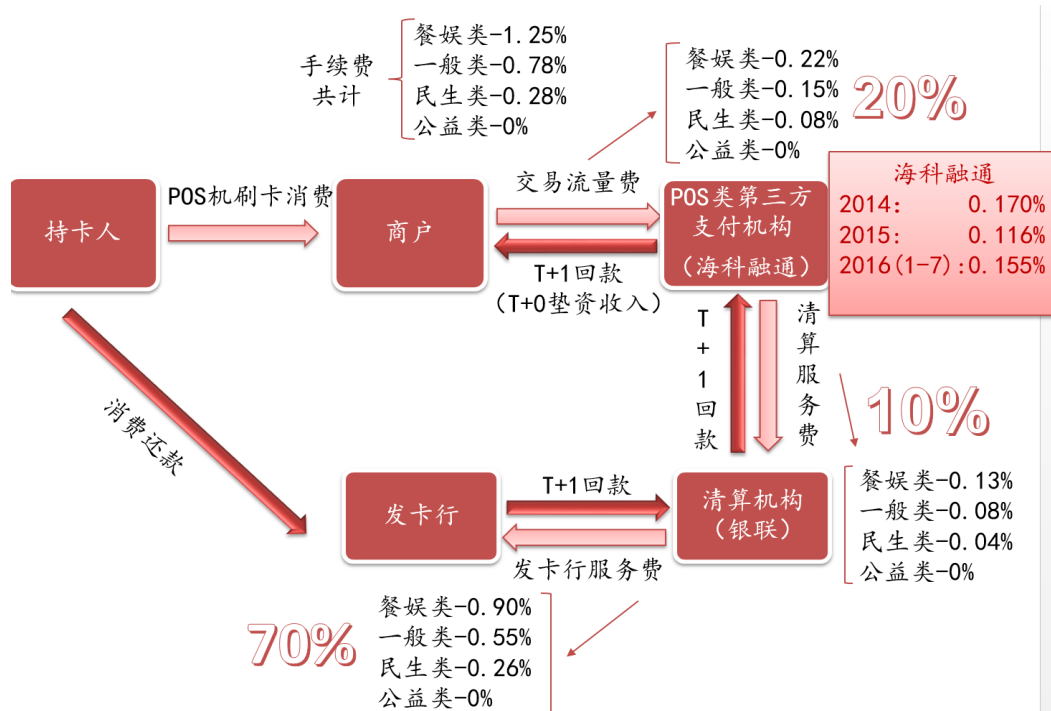 手续费
共计
餐娱类-1.25%
一般类-0.78%
民生类-0.28%
公益类-0%
餐娱类-0.22%
一般类-0.15%
民生类-0.08%
公益类-0%
20%
持卡人
POS机刷卡消费
商户
交易流量费
T+1回款
(T+0垫资收入)
POS类第三方
支付机构
(海科融通)
海科融通
2014: 0.170%
2015: 0.116%
2016(1-7):0.155%
T+1回款
清算服务费
10%
消费还款
发卡行
T+1回款
发卡行服务费
清算机构
(银联)
餐娱类-0.13%
一般类-0.08%
民生类-0.04%
公益类-0%
70%
餐娱类-0.90%
一般类-0.55%
民生类-0.26%
公益类-0%